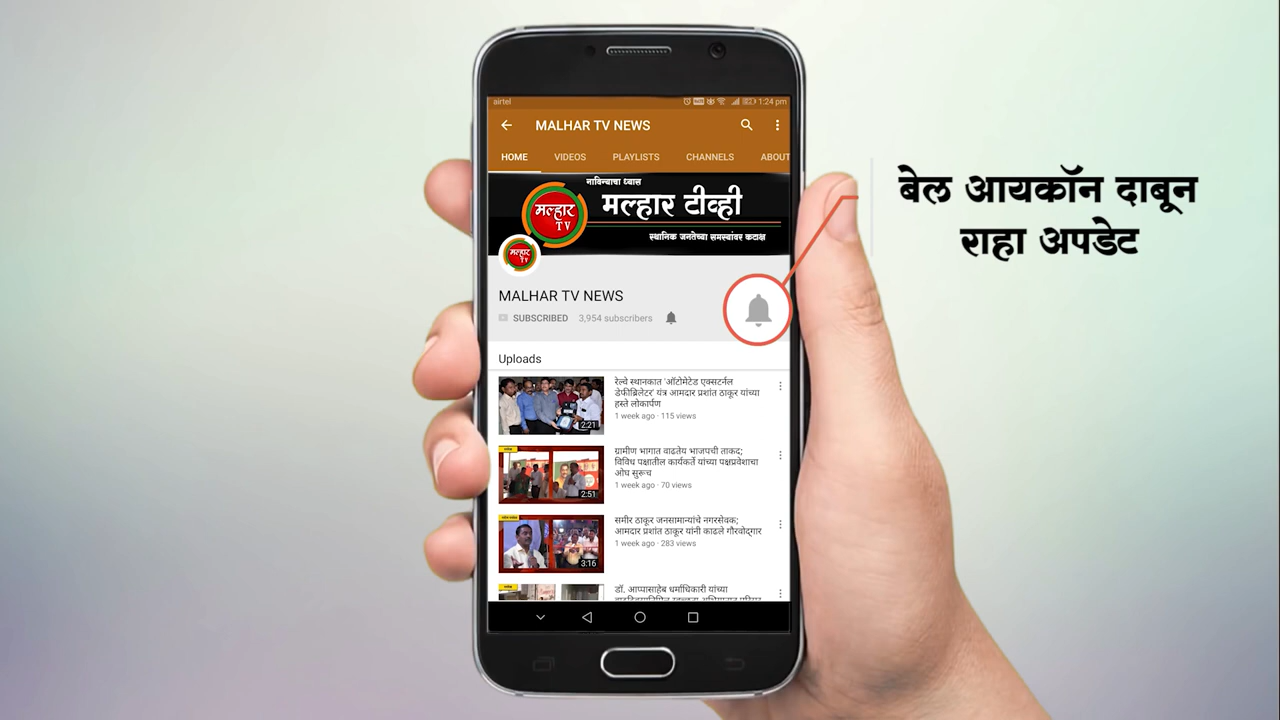 airtel 1:24 pm
MALHAR TV NEWS
HOME VIDEOS PLAYLISTS CHANNELS ABOUT
नाविन्याचा ध्यास
मल्हार टीव्ही
स्थानिक जनतेच्या समस्यांवर कटाक्ष
मल्हार
TV
मल्हार
TV
बेल आयकॉन दाबून
राहा अपडेट
MALHAR TV NEWS
SUBSCRIBED 3,954 subscribers
Uploads
रेल्वे स्थानकात 'ऑटोमेटेड एक्सटर्नल
डेफीब्रिलेटर' यंत्र आमदार प्रशांत ठाकूर यांच्या
हस्ते लोकार्पण
1 week ago · 115 views
2:21
ग्रामीण भागात वाढतेय भाजपची ताकद;
विविध पक्षातील कार्यकर्ते यांच्या पक्षप्रवेशाचा
ओघ सुरूच
1 week ago · 70 views
2:51
समीर ठाकूर जनसामान्यांचे नगरसेवक;
आमदार प्रशांत ठाकूर यांनी काढले गौरवोद्गार
1 week ago · 283 views
3:16
डॉ. आप्पासाहेब धर्माधिकारी यांच्या